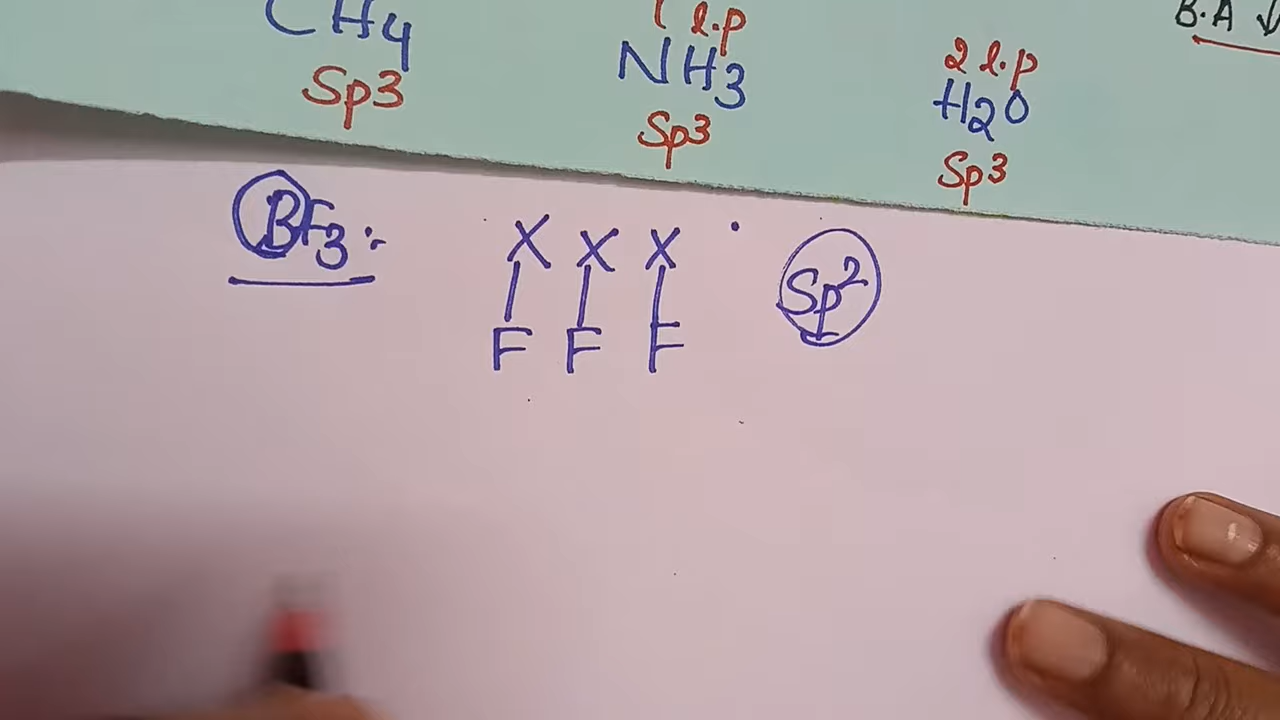 CH4
1 l.p
B.A ↓
Sp3
NH3
2 l.p
Sp3
H2O
Sp3
BF3:-
X X X
Sp2
F F F